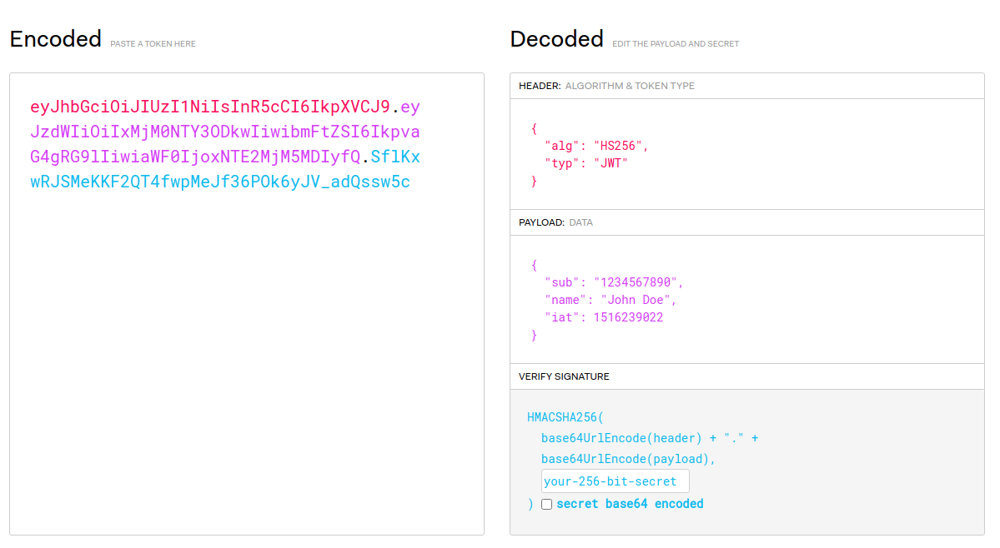 Encoded PASTE A TOKEN HERE
eyJhbGciOiJIUzI1NiIsInR5cCI6IkpXVCJ9.ey
JzdWIiOiIxMjM0NTY3ODkwIiwibmFtZSI6Ikpva
G4gRG9lIiwiaWF0IjoxNTE2MjM5MDIyfQ.SflKx
wRJSMeKKF2QT4fwpMeJf36POk6yJV_adQssw5c
Decoded EDIT THE PAYLOAD AND SECRET
HEADER: ALGORITHM & TOKEN TYPE
{
"alg": "HS256",
"typ": "JWT"
}
PAYLOAD: DATA
{
"sub": "1234567890",
"name": "John Doe",
"iat": 1516239022
}
VERIFY SIGNATURE
HMACSHA256(
base64UrlEncode(header) + "." +
base64UrlEncode(payload),
your-256-bit-secret
) secret base64 encoded